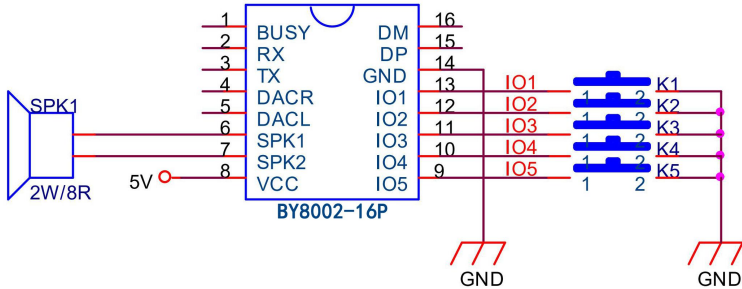 1 BUSY DM 16
2 RX DP 15
3 TX GND 14
4 DACR IO1 13 IO1 1 2 K1
5 DACL IO2 12 IO2 1 2 K2
SPK1 6 SPK1 IO3 11 IO3 1 2 K3
7 SPK2 IO4 10 IO4 1 2 K4
2W/8R 5V 8 VCC IO5 9 IO5 1 2 K5
BY8002-16P
GND GND